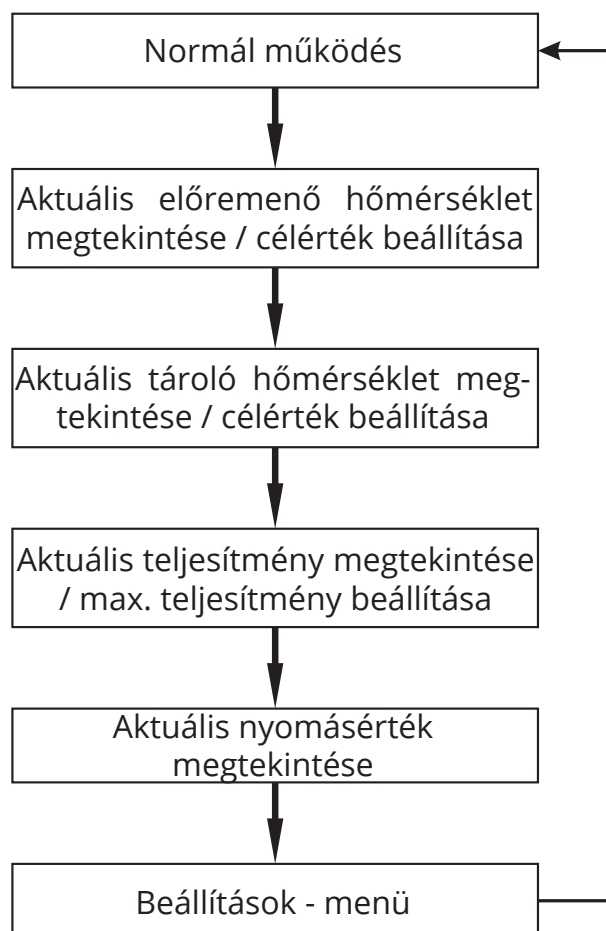 Normál működés
Aktuális előremenő hőmérséklet
megtekintése / célérték beállítása
Aktuális tároló hőmérséklet meg-
tekintése / célérték beállítása
Aktuális teljesítmény megtekintése
/ max. teljesítmény beállítása
Aktuális nyomásérték
megtekintése
Beállítások - menü